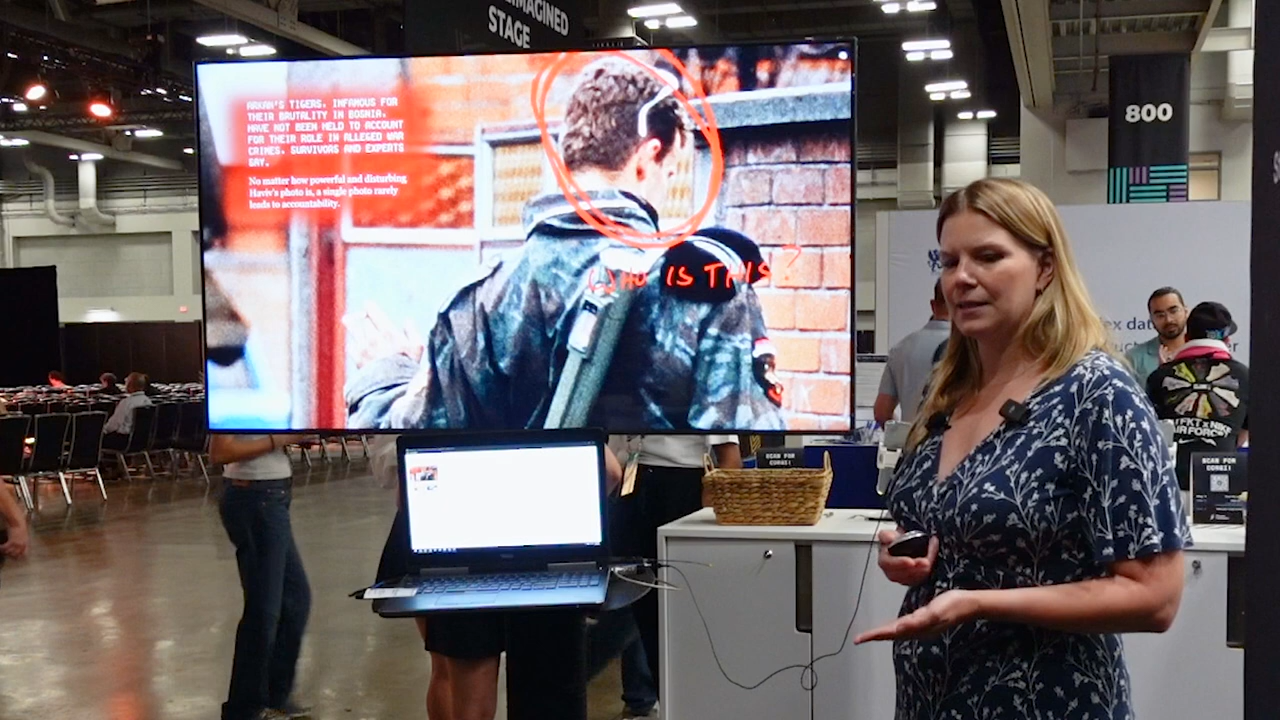 IMAGINED
STAGE
800
ARKAN'S TIGERS, INFAMOUS FOR
THEIR BRUTALITY IN BOSNIA,
HAVE NOT BEEN HELD TO ACCOUNT
FOR THEIR ROLE IN ALLEGED WAR
CRIMES, SURVIVORS AND EXPERTS
SAY.
No matter how powerful and disturbing
Haviv's photo is, a single photo rarely
leads to accountability.
WHO IS THIS?
ex dat
SCAN FOR
SCAN FOR